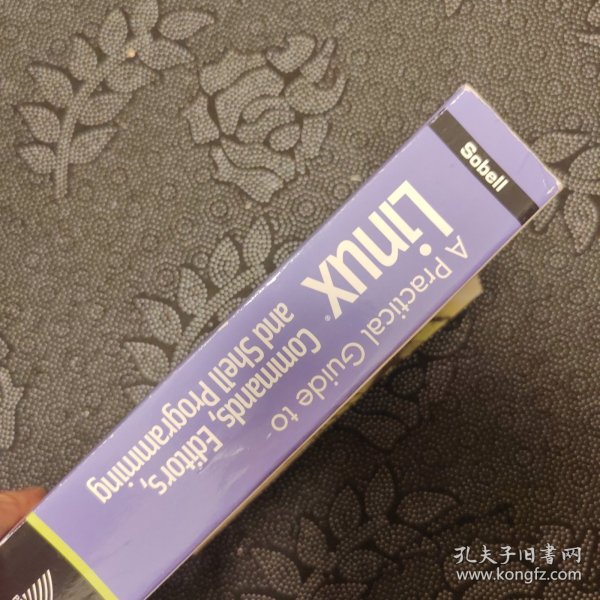 Sobell
A Practical Guide to
Linux®
Commands, Editors,
and Shell Programming
孔夫子旧书网
www.kongfz.com